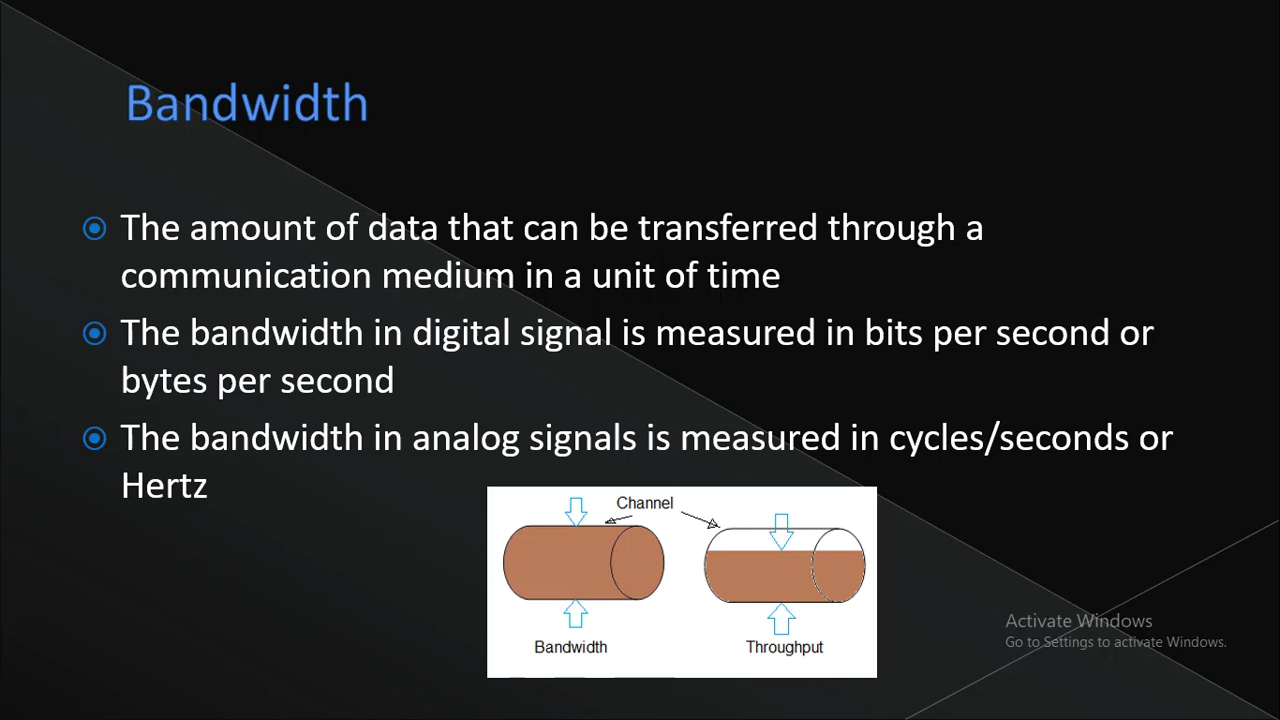 Bandwidth
The amount of data that can be transferred through a
communication medium in a unit of time
The bandwidth in digital signal is measured in bits per second or
bytes per second
The bandwidth in analog signals is measured in cycles/seconds or
Hertz
Channel
Bandwidth
Throughput
Activate Windows
Go to Settings to activate Windows.